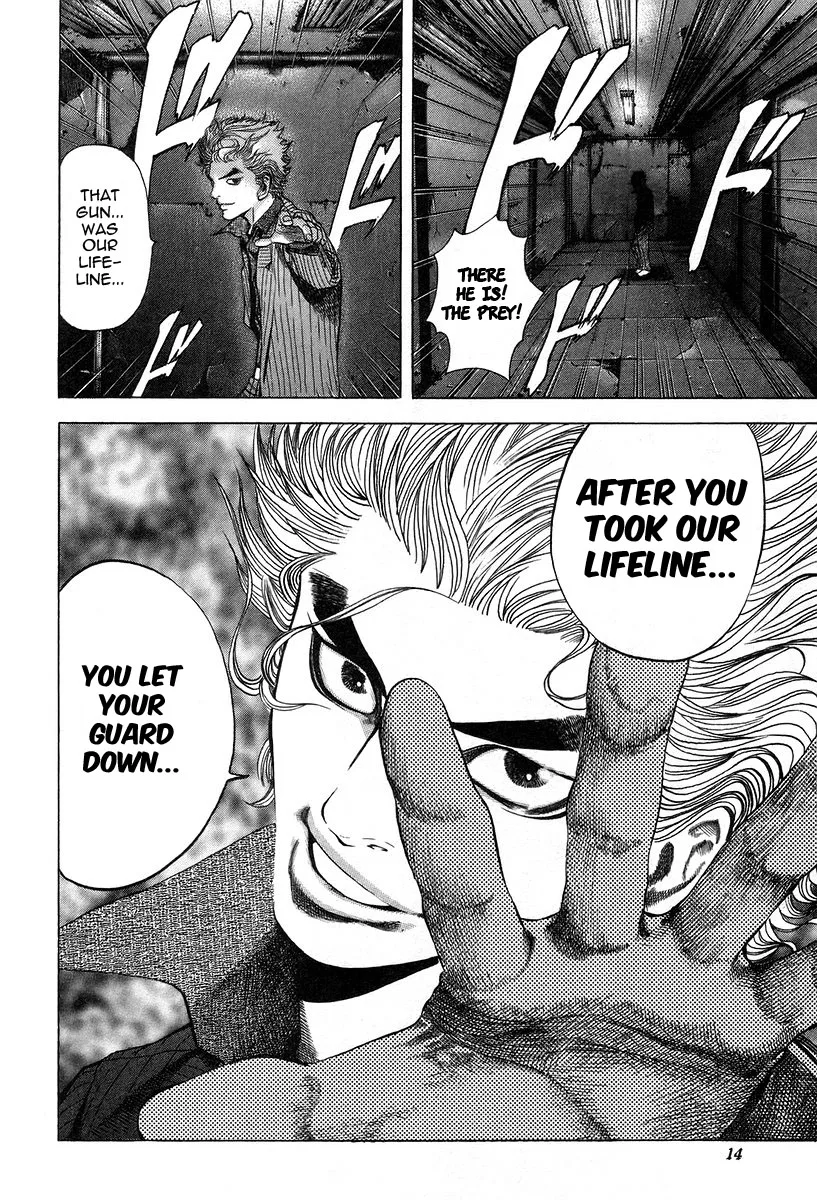 ドドド
THERE
HE IS!
THE PREY!
ドドド
THAT
GUN...
WAS
OUR
LIFE-
LINE...
AFTER YOU
TOOK OUR
LIFELINE...
YOU LET
YOUR
GUARD
DOWN...
14